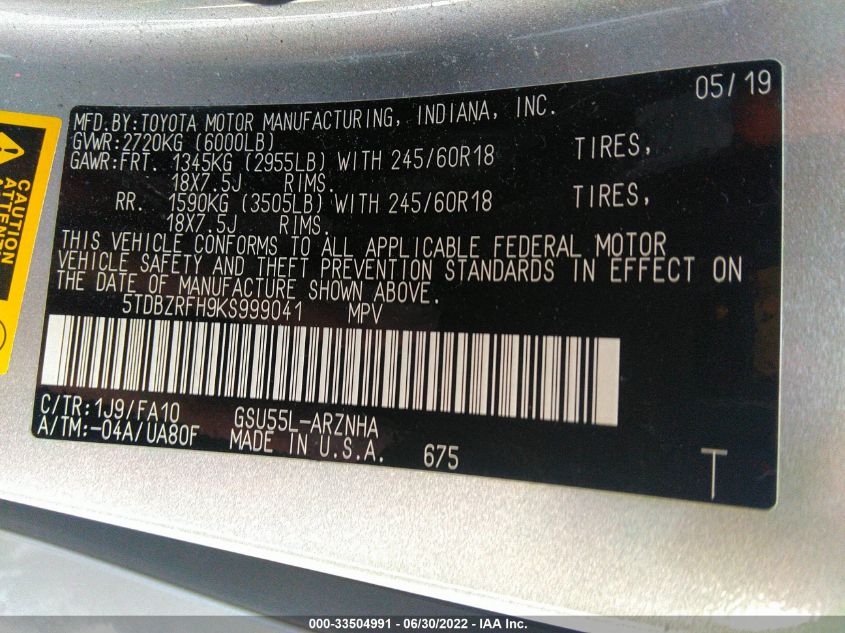 05/19
MFD.BY:TOYOTA MOTOR MANUFACTURING, INDIANA, INC.
GVWR:2720KG (6000LB)
GAWR:FRT. 1345KG (2955LB) WITH 245/60R18 TIRES,
18X7.5J RIMS.
RR. 1590KG (3505LB) WITH 245/60R18 TIRES,
18X7.5J RIMS.
THIS VEHICLE CONFORMS TO ALL APPLICABLE FEDERAL MOTOR
VEHICLE SAFETY AND THEFT PREVENTION STANDARDS IN EFFECT ON
THE DATE OF MANUFACTURE SHOWN ABOVE.
5TDBZRFH9KS999041 MPV
C/TR:1J9/FA10 GSU55L-ARZNHA
A/TM:-04A/UA80F MADE IN U.S.A. 675
T
CAUTION
000-33504991 - 06/30/2022 - IAA Inc.